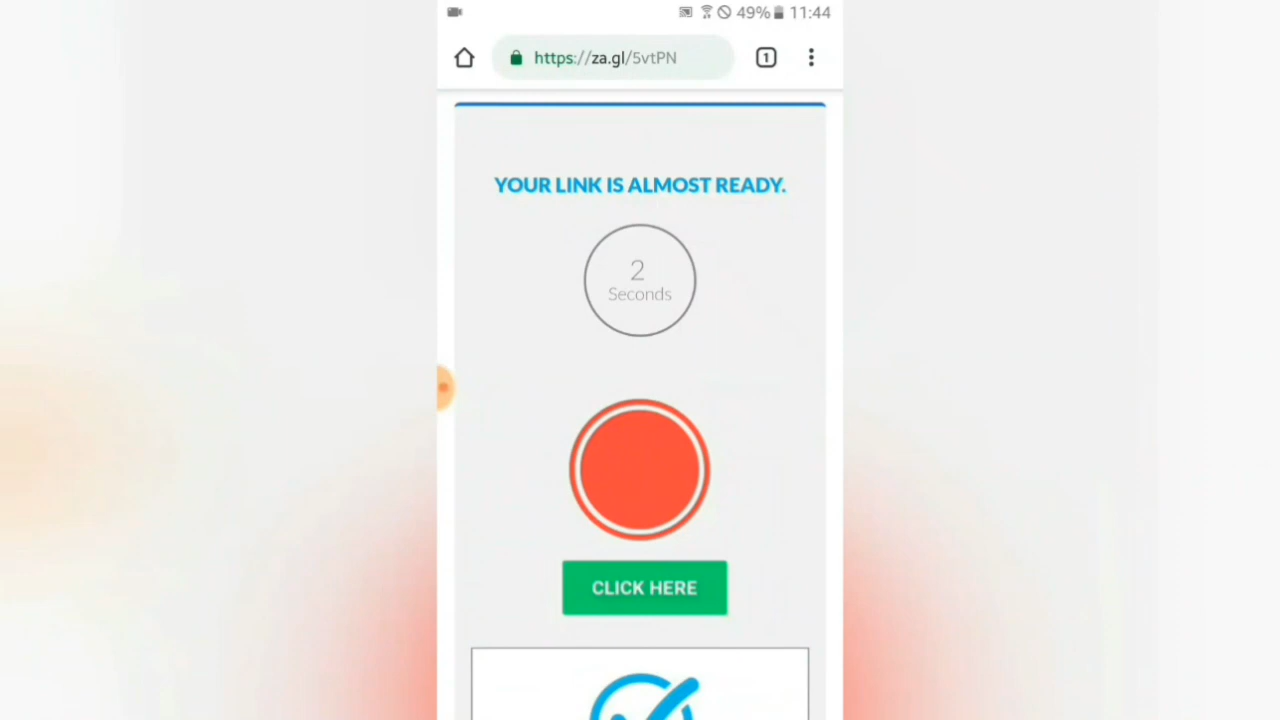 49% 11:44
https://za.gl/5vtPN 1
YOUR LINK IS ALMOST READY.
2
Seconds
CLICK HERE